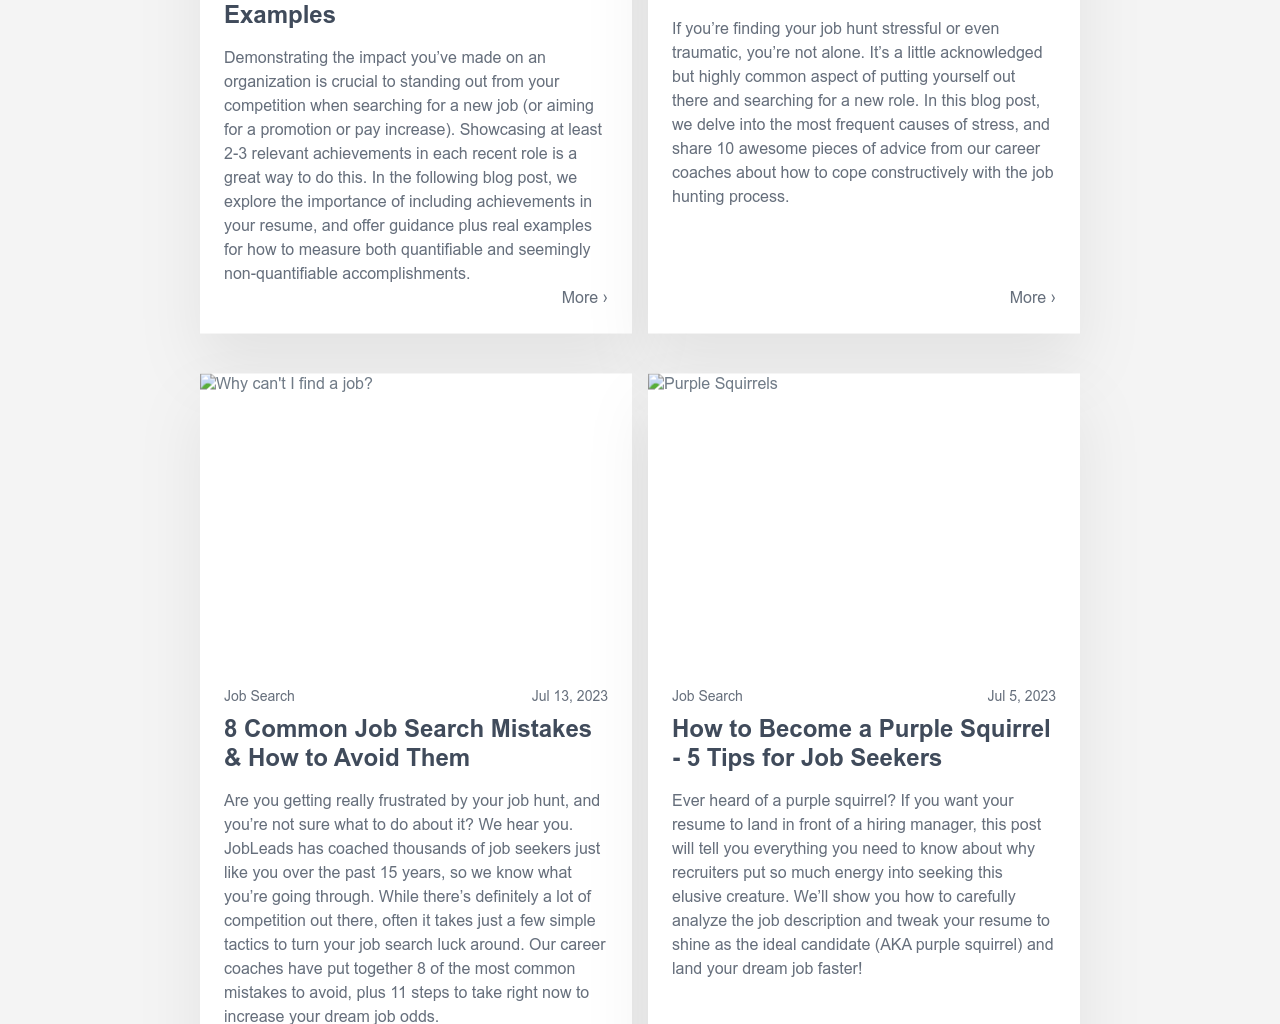 Examples
Demonstrating the impact you’ve made on an
organization is crucial to standing out from your
competition when searching for a new job (or aiming
for a promotion or pay increase). Showcasing at least
2-3 relevant achievements in each recent role is a
great way to do this. In the following blog post, we
explore the importance of including achievements in
your resume, and offer guidance plus real examples
for how to measure both quantifiable and seemingly
non-quantifiable accomplishments.
More ›
If you’re finding your job hunt stressful or even
traumatic, you’re not alone. It’s a little acknowledged
but highly common aspect of putting yourself out
there and searching for a new role. In this blog post,
we delve into the most frequent causes of stress, and
share 10 awesome pieces of advice from our career
coaches about how to cope constructively with the job
hunting process.
More ›
Why can't I find a job?
Job Search
Jul 13, 2023
8 Common Job Search Mistakes
& How to Avoid Them
Are you getting really frustrated by your job hunt, and
you’re not sure what to do about it? We hear you.
JobLeads has coached thousands of job seekers just
like you over the past 15 years, so we know what
you’re going through. While there’s definitely a lot of
competition out there, often it takes just a few simple
tactics to turn your job search luck around. Our career
coaches have put together 8 of the most common
mistakes to avoid, plus 11 steps to take right now to
increase your dream job odds.
Purple Squirrels
Job Search
Jul 5, 2023
How to Become a Purple Squirrel
- 5 Tips for Job Seekers
Ever heard of a purple squirrel? If you want your
resume to land in front of a hiring manager, this post
will tell you everything you need to know about why
recruiters put so much energy into seeking this
elusive creature. We’ll show you how to carefully
analyze the job description and tweak your resume to
shine as the ideal candidate (AKA purple squirrel) and
land your dream job faster!